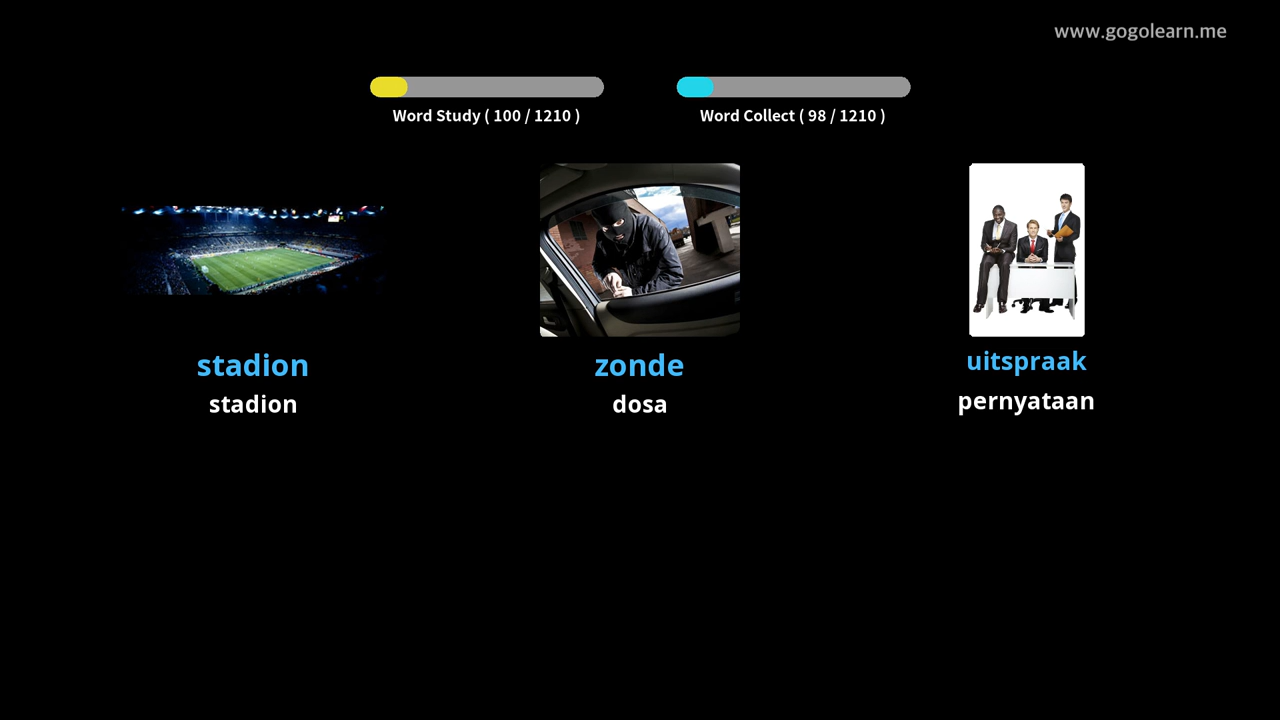 www.gogolearn.me
Word Study ( 100 / 1210 )
Word Collect ( 98 / 1210 )
stadion
stadion
zonde
dosa
uitspraak
pernyataan